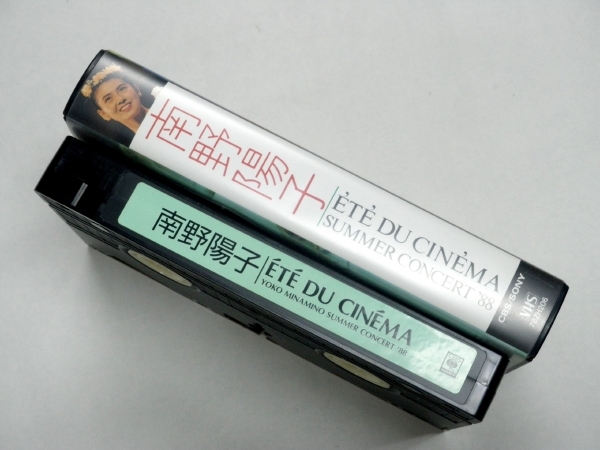 南野陽子
ÉTÉ DU CINÉMA
SUMMER CONCERT '88
CBS/SONY
VHS
南野陽子
ÉTÉ DU CINÉMA
YOKO MINAMINO SUMMER CONCERT '88